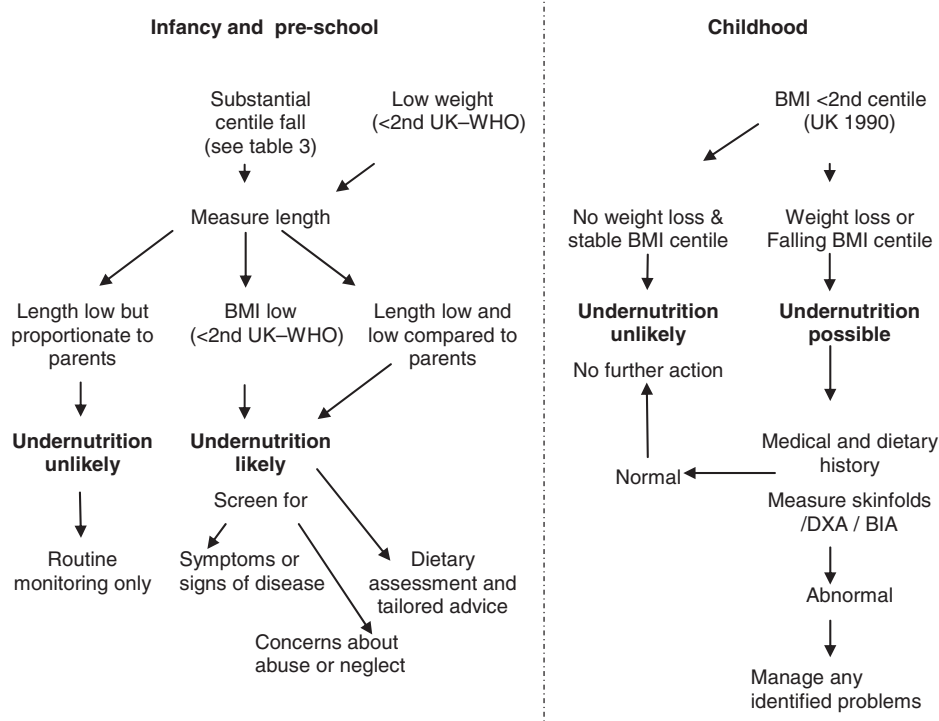 Infancy and pre-school
Substantial
centile fall
(see table 3)
Low weight
(<2nd UK–WHO)
Measure length
Length low but
proportionate to
parents
BMI low
(<2nd UK–WHO)
Length low and
low compared to
parents
Undernutrition
unlikely
Undernutrition
likely
Screen for
Routine
monitoring only
Symptoms or
signs of disease
Dietary
assessment and
tailored advice
Concerns about
abuse or neglect
Childhood
BMI <2nd centile
(UK 1990)
No weight loss &
stable BMI centile
Weight loss or
Falling BMI centile
Undernutrition
unlikely
No further action
Undernutrition
possible
Medical and dietary
history
Normal
Measure skinfolds
/DXA / BIA
Abnormal
Manage any
identified problems